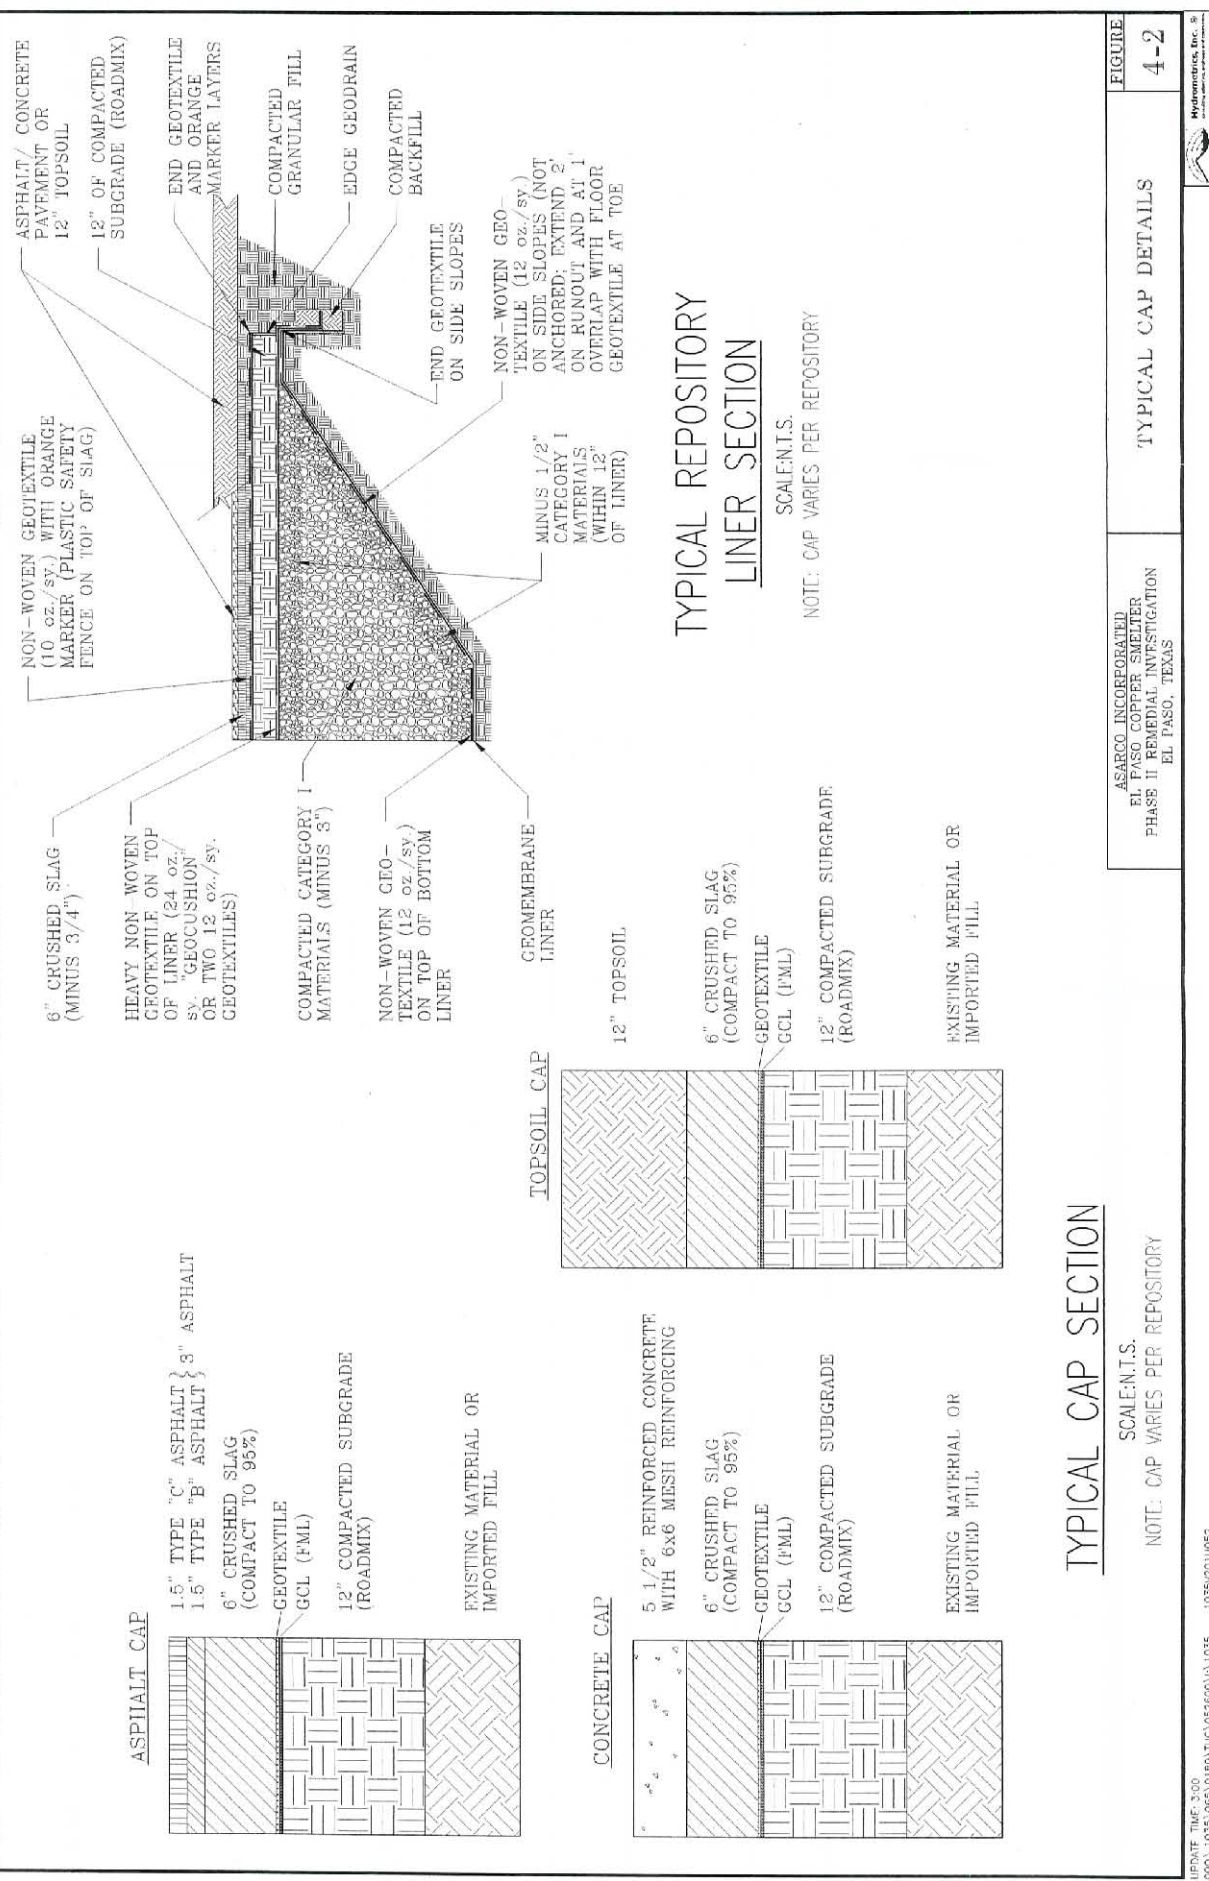 ASPHALT CAP
1.5" TYPE "C" ASPHALT
1.5" TYPE "B" ASPHALT
3" ASPHALT
6" CRUSHED SLAG
(COMPACT TO 95%)
GEOTEXTILE
GCL (FML)
12" COMPACTED SUBGRADE
(ROADMIX)
EXISTING MATERIAL OR
IMPORTED FILL
CONCRETE CAP
5 1/2" REINFORCED CONCRETE
WITH 6x6 MESH REINFORCING
6" CRUSHED SLAG
(COMPACT TO 95%)
GEOTEXTILE
GCL (FML)
12" COMPACTED SUBGRADE
(ROADMIX)
EXISTING MATERIAL OR
IMPORTED FILL
TOPSOIL CAP
12" TOPSOIL
6" CRUSHED SLAG
(COMPACT TO 95%)
GEOTEXTILE
GCL (FML)
12" COMPACTED SUBGRADE
(ROADMIX)
EXISTING MATERIAL OR
IMPORTED FILL
TYPICAL CAP SECTION
SCALE:N.T.S.
NOTE: CAP VARIES PER REPOSITORY
6" CRUSHED SLAG
(MINUS 3/4")
HEAVY NON-WOVEN
GEOTEXTILE ON TOP
OF LINER (24 oz./
sy. "GEOCUSHION"
OR TWO 12 oz./sy.
GEOTEXTILES)
COMPACTED CATEGORY I
MATERIALS (MINUS 3")
NON-WOVEN GEO-
TEXTILE (12 oz./sy.)
ON TOP OF BOTTOM
LINER
GEOMEMBRANE
LINER
NON-WOVEN GEOTEXTILE
(10 oz./sy.) WITH ORANGE
MARKER (PLASTIC SAFETY
FENCE ON TOP OF SLAG)
ASPHALT/ CONCRETE
PAVEMENT OR
12" TOPSOIL
12" OF COMPACTED
SUBGRADE (ROADMIX)
END GEOTEXTILE
AND ORANGE
MARKER LAYERS
COMPACTED
GRANULAR FILL
EDGE GEODRAIN
COMPACTED
BACKFILL
END GEOTEXTILE
ON SIDE SLOPES
NON-WOVEN GEO-
TEXTILE (12 oz./sy.)
ON SIDE SLOPES (NOT
ANCHORED; EXTEND 2'
ON RUNOUT AND AT 1'
OVERLAP WITH FLOOR
GEOTEXTILE AT TOE
MINUS 1/2"
CATEGORY I
MATERIALS
(WIHIN 12"
OF LINER)
TYPICAL REPOSITORY
LINER SECTION
SCALE:N.T.S.
NOTE: CAP VARIES PER REPOSITORY
ASARCO INCORPORATED
EL PASO COPPER SMELTER
PHASE II REMEDIAL INVESTIGATION
EL PASO, TEXAS
TYPICAL CAP DETAILS
FIGURE
4-2
Hydrometrics, Inc. ®
UPDATE TIME: 3:00